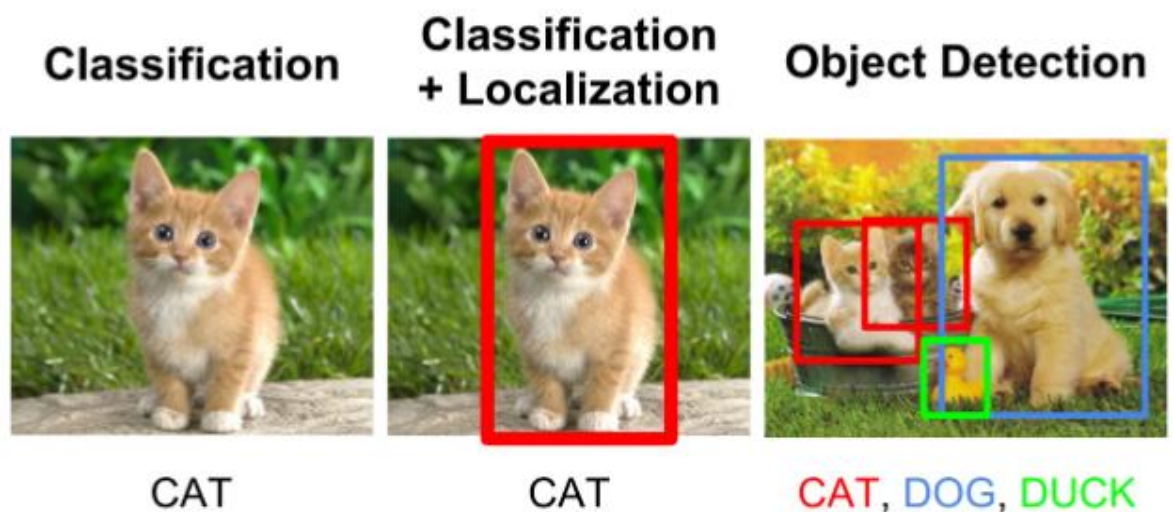 Classification
Classification
+ Localization
Object Detection
CAT
CAT
CAT, DOG, DUCK